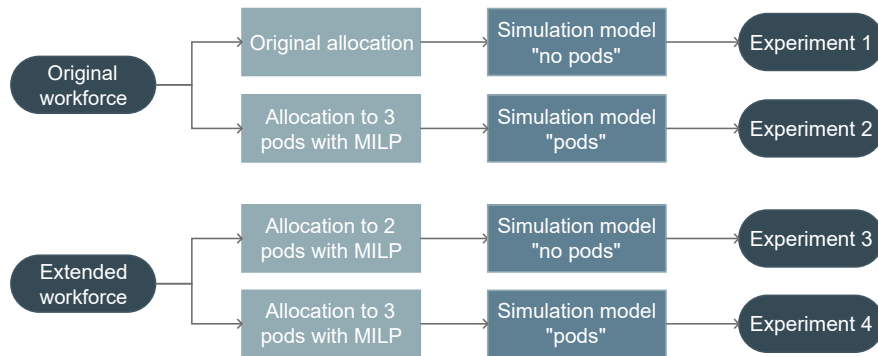 Original
workforce
Original allocation
Simulation model
"no pods"
Experiment 1
Allocation to 3
pods with MILP
Simulation model
"pods"
Experiment 2
Extended
workforce
Allocation to 2
pods with MILP
Simulation model
"no pods"
Experiment 3
Allocation to 3
pods with MILP
Simulation model
"pods"
Experiment 4